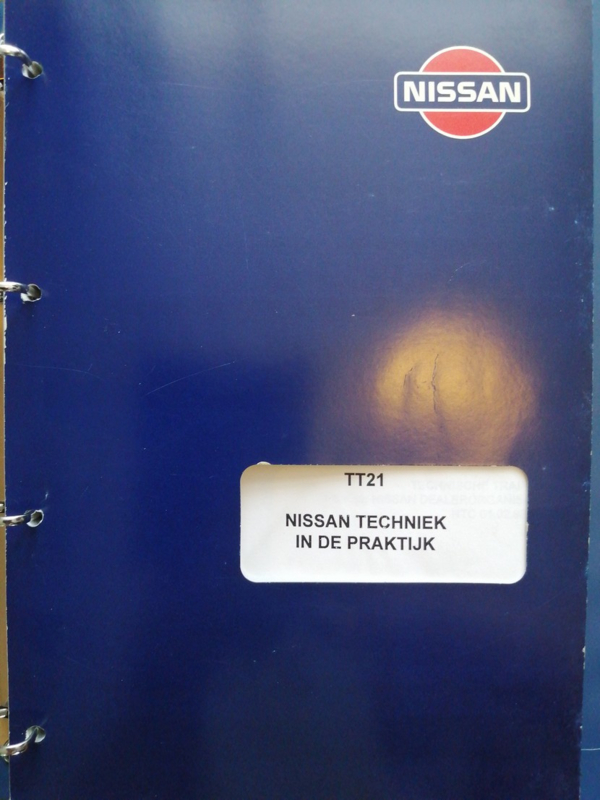 NISSAN
TT21
NISSAN TECHNIEK
IN DE PRAKTIJK